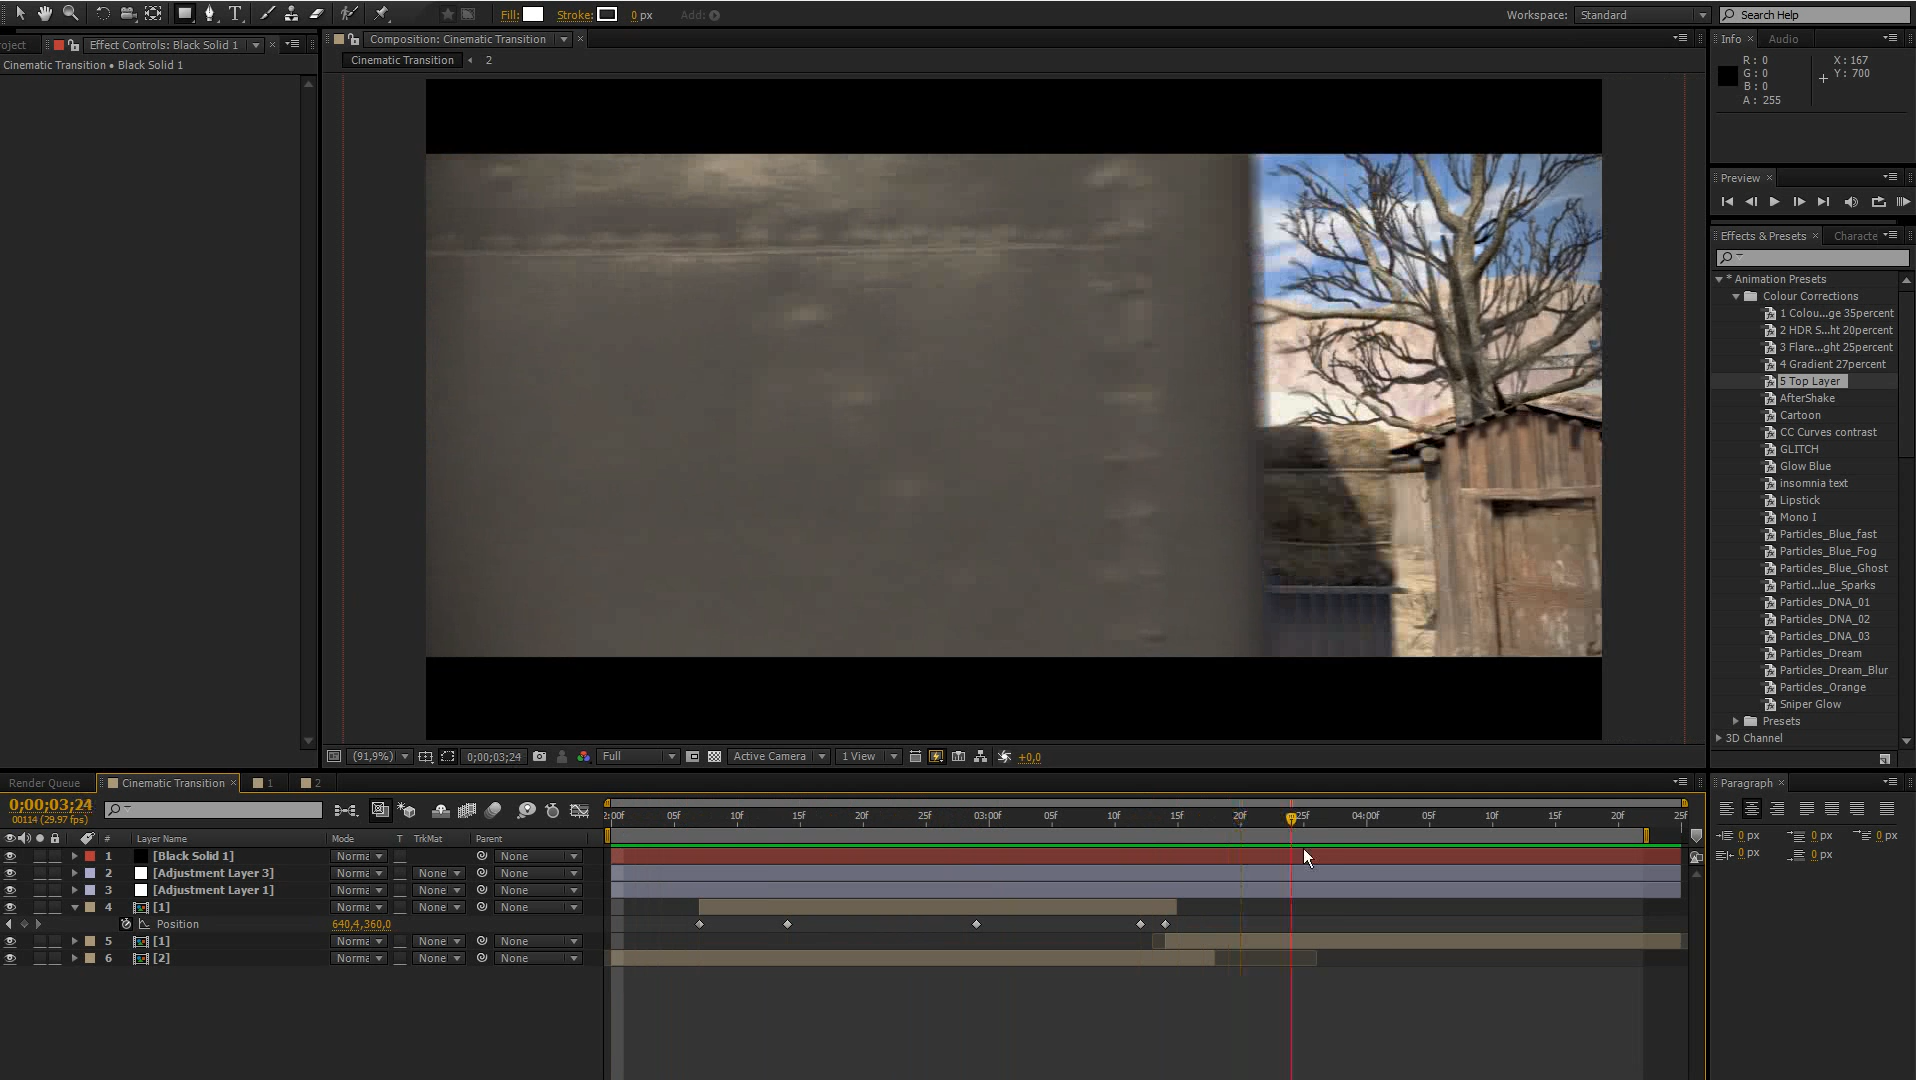 Fill:
Stroke:
0 px
Add:
Workspace:
Standard
Search Help
roject
Effect Controls: Black Solid 1
Cinematic Transition • Black Solid 1
Composition: Cinematic Transition
Cinematic Transition
2
Info
Audio
R: 0
G: 0
B: 0
A: 255
X: 167
Y: 700
Preview
Effects & Presets
Characte
* Animation Presets
Colour Corrections
1 Colou...ge 35percent
2 HDR S...ht 20percent
3 Flare...ght 25percent
4 Gradient 27percent
5 Top Layer
AfterShake
Cartoon
CC Curves contrast
GLITCH
Glow Blue
insomnia text
Lipstick
Mono I
Particles_Blue_fast
Particles_Blue_Fog
Particles_Blue_Ghost
Particl...lue_Sparks
Particles_DNA_01
Particles_DNA_02
Particles_DNA_03
Particles_Dream
Particles_Dream_Blur
Particles_Orange
Sniper Glow
Presets
3D Channel
(91,9%)
0;00;03;24
Full
Active Camera
1 View
+0,0
Render Queue
Cinematic Transition
1
2
0;00;03;24
00114 (29.97 fps)
# Layer Name Mode T TrkMat Parent
2:00f 05f 10f 15f 20f 25f 03:00f 05f 10f 15f 20f 25f 04:00f 05f 10f 15f 20f 25f
1 [Black Solid 1] Norma None
2 [Adjustment Layer 3] Norma None None
3 [Adjustment Layer 1] Norma None None
4 [1] Norma None None
Position 640,4,360,0
5 [1] Norma None None
6 [2] Norma None None
Paragraph
0 px
0 px
0 px
0 px
0 px